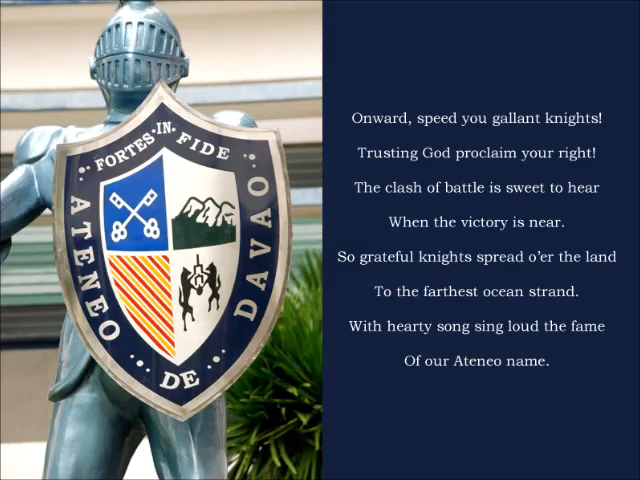 FORTES·IN·FIDE
ATENEO
DE
DAVAO
Onward, speed you gallant knights!
Trusting God proclaim your right!
The clash of battle is sweet to hear
When the victory is near.
So grateful knights spread o’er the land
To the farthest ocean strand.
With hearty song sing loud the fame
Of our Ateneo name.